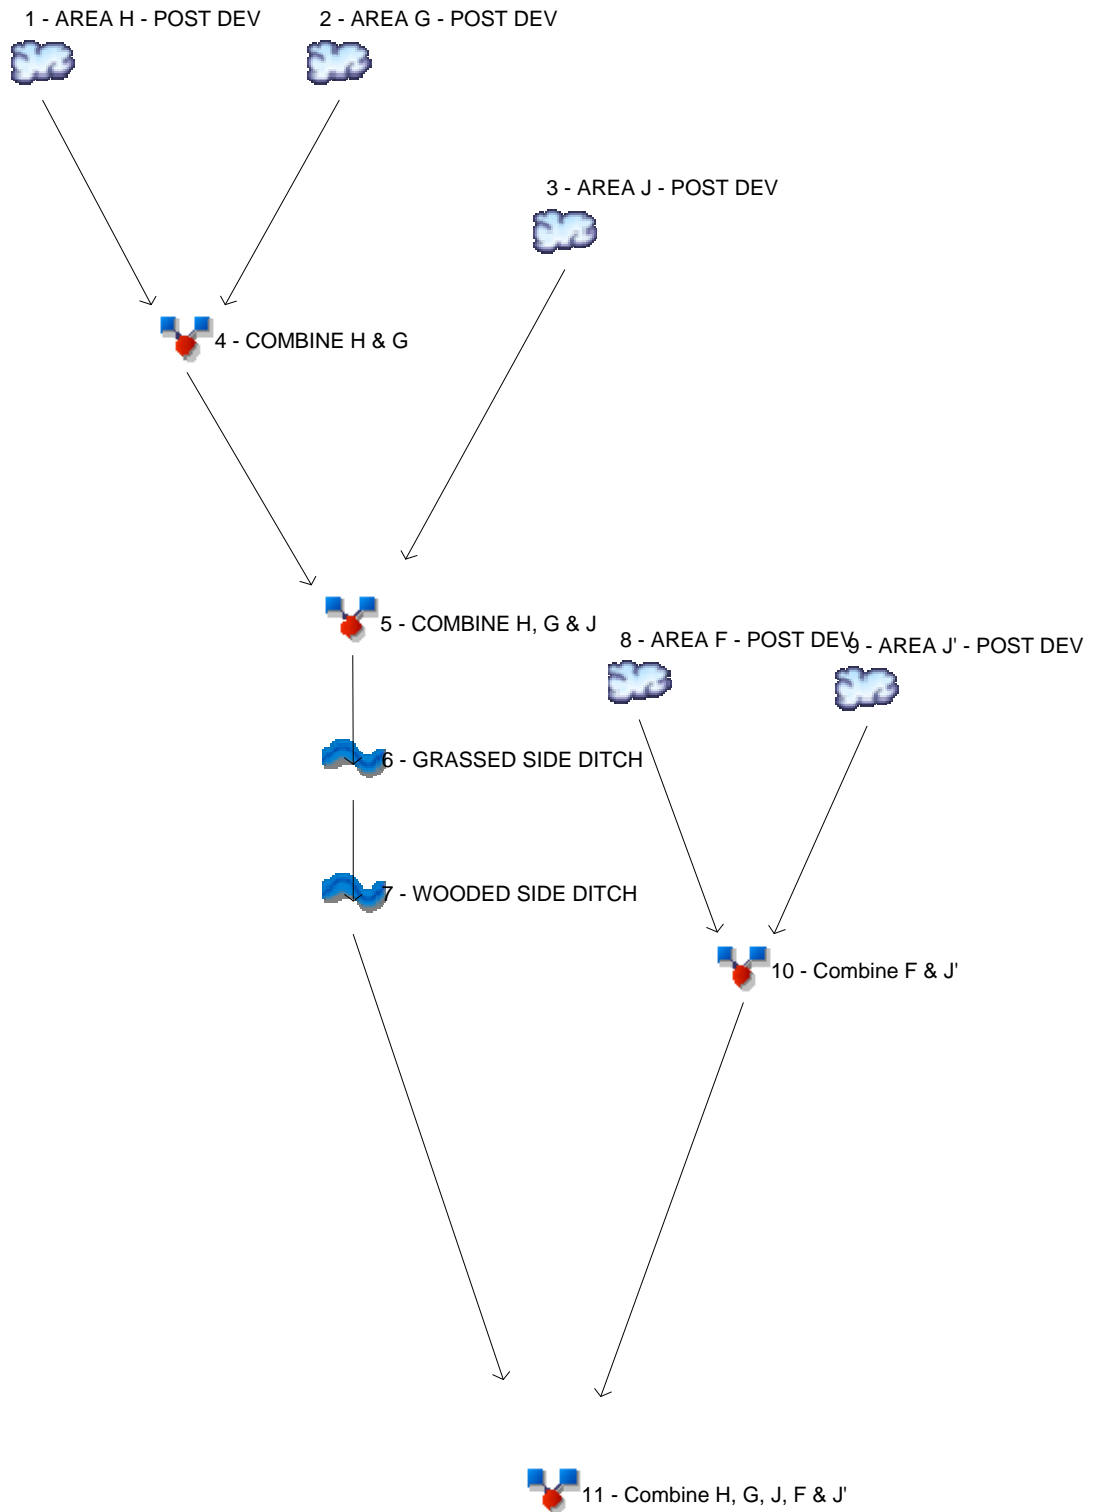 1 - AREA H - POST DEV
2 - AREA G - POST DEV
3 - AREA J - POST DEV
4 - COMBINE H & G
5 - COMBINE H, G & J
8 - AREA F - POST DEV
9 - AREA J' - POST DEV
6 - GRASSED SIDE DITCH
7 - WOODED SIDE DITCH
10 - Combine F & J'
11 - Combine H, G, J, F & J'